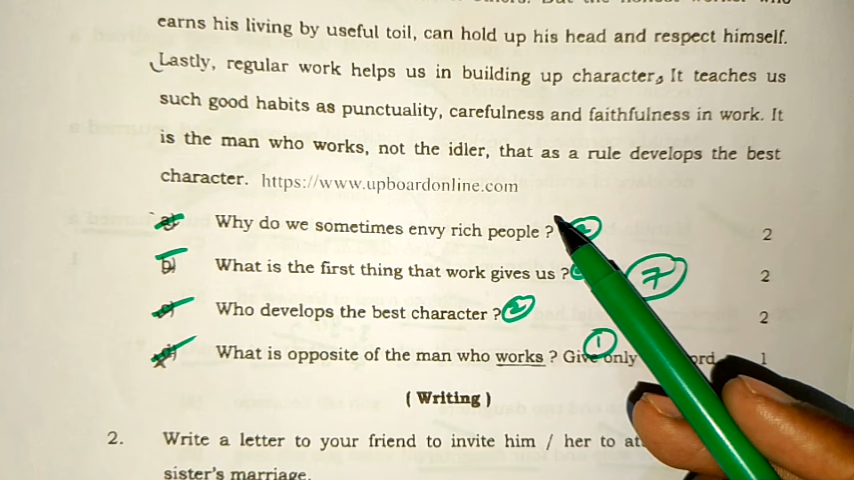 earns his living by useful toil, can hold up his head and respect himself.
Lastly, regular work helps us in building up character. It teaches us
such good habits as punctuality, carefulness and faithfulness in work. It
is the man who works, not the idler, that as a rule develops the best
character. https://www.upboardonline.com
a) Why do we sometimes envy rich people ? 2 2
b) What is the first thing that work gives us ? 7 2
c) Who develops the best character ? 2 2
d) What is opposite of the man who works ? Give only 1 1
( Writing )
2. Write a letter to your friend to invite him / her to
sister's marriage.